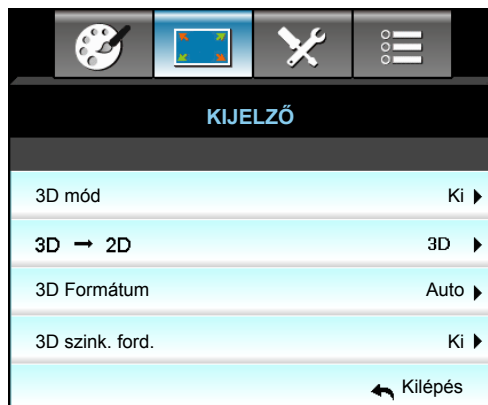 KIJELZŐ
3D mód Ki
3D → 2D 3D
3D Formátum Auto
3D szink. ford. Ki
Kilépés